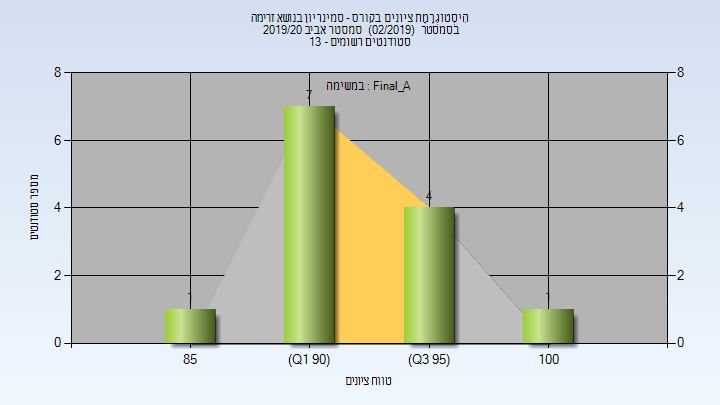 הִיסְטוֹגְרָמַת ציונים בקורס - סמינריון בנושא זרימה
בסמסטר (02/2019) סמסטר אביב 2019/20
סטודנטים רשומים - 13
במשימה : Final_A
8 8
7
6 6
מספר סטודנטים
4
4 4
2 2
1 1
0 0
85 (Q1 90) (Q3 95) 100
טווח ציונים